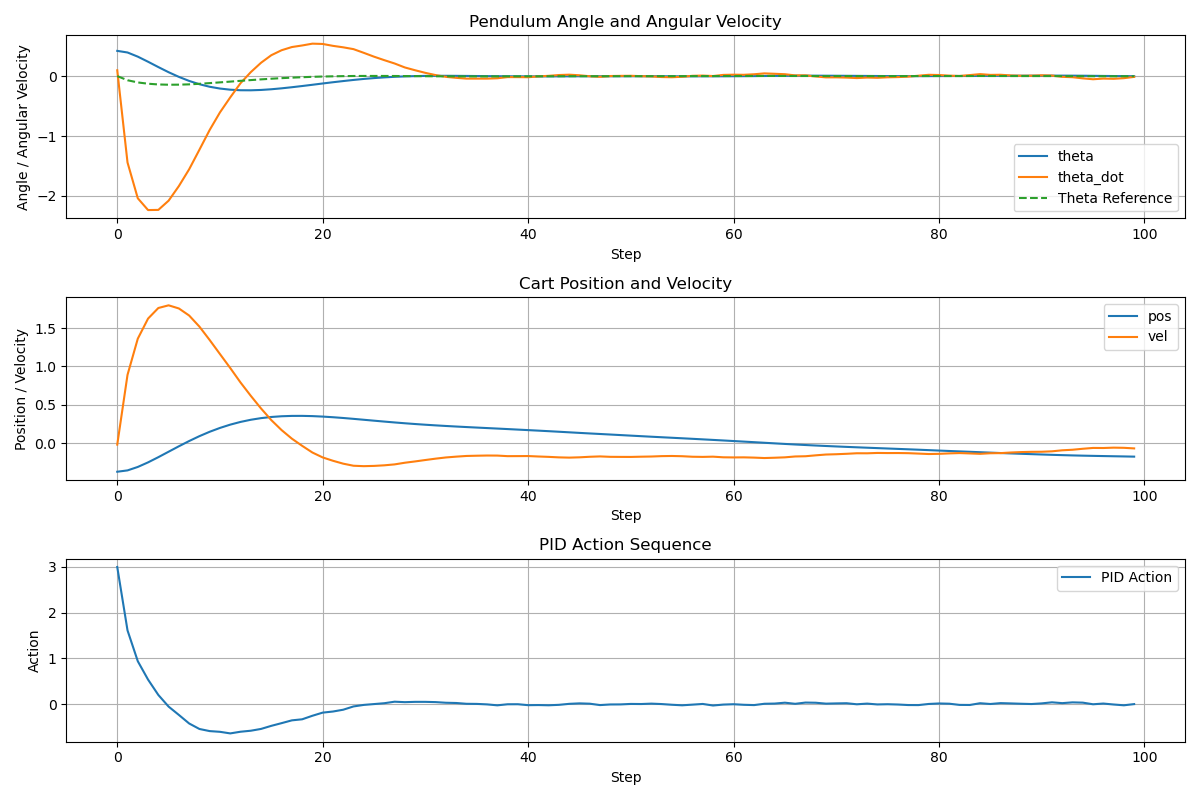 Pendulum Angle and Angular Velocity
Angle / Angular Velocity
0
−1
−2
theta
theta_dot
Theta Reference
0 20 40 60 80 100
Step
Cart Position and Velocity
Position / Velocity
1.5
1.0
0.5
0.0
pos
vel
0 20 40 60 80 100
Step
PID Action Sequence
Action
3
2
1
0
PID Action
0 20 40 60 80 100
Step